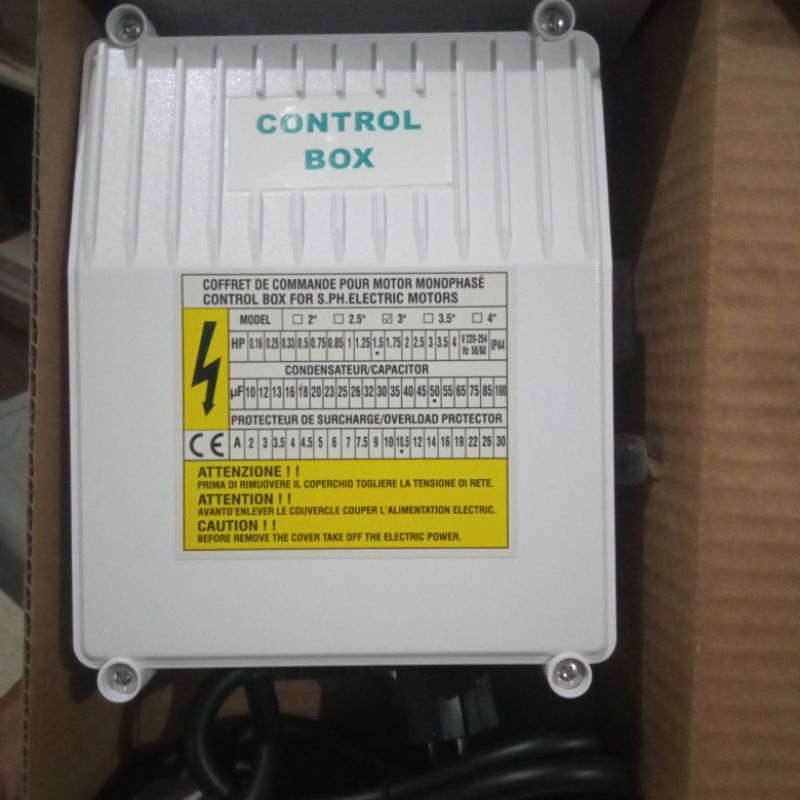 CONTROL
BOX
COFFRET DE COMMANDE POUR MOTOR MONOPHASÉ
CONTROL BOX FOR S.PH.ELECTRIC MOTORS
MODEL ☐ 2" ☐ 2.5" ☑ 3" ☐ 3.5" ☐ 4"
HP 0.16 0.25 0.33 0.5 0.75 0.85 1 1.25 1.5 1.75 2 2.5 3 3.5 4 V 220-254 Hz 50/60 IP44
CONDENSATEUR/CAPACITOR
µF 10 12 13 16 18 20 23 25 26 32 30 35 40 45 50 55 65 75 85 100
PROTECTEUR DE SURCHARGE/OVERLOAD PROTECTOR
CE A 2 3 3.5 4 4.5 5 6 7 7.5 9 10 10.5 12 14 16 19 22 26 30
ATTENZIONE ! !
PRIMA DI RIMUOVERE IL COPERCHIO TOGLIERE LA TENSIONE DI RETE.
ATTENTION ! !
AVANTD'ENLEVER LE COUVERCLE COUPER L'ALIMENTATION ELECTRIC.
CAUTION ! !
BEFORE REMOVE THE COVER TAKE OFF THE ELECTRIC POWER.